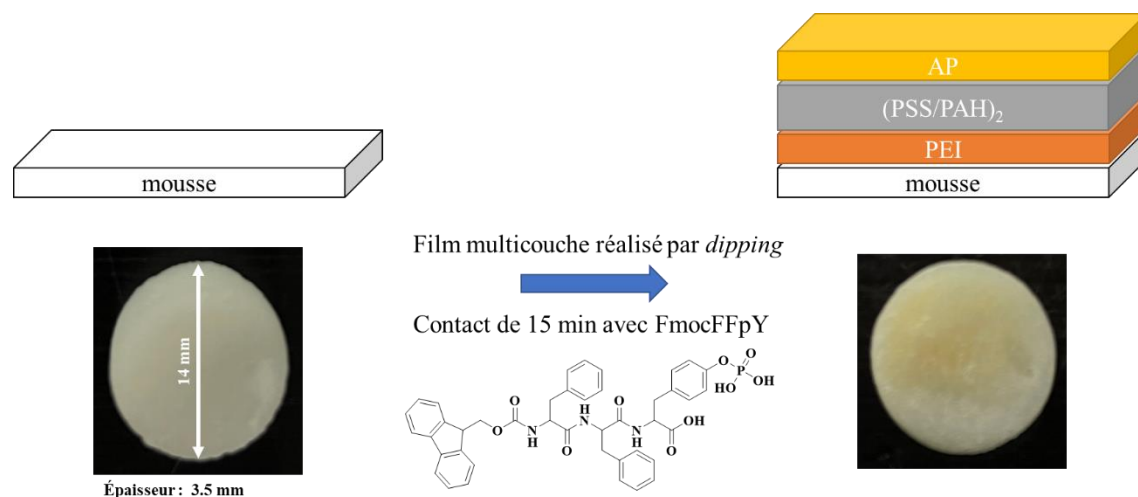 AP
(PSS/PAH)2
PEI
mousse
mousse
Film multicouche réalisé par dipping
Contact de 15 min avec FmocFFpY
14 mm
Épaisseur : 3.5 mm
O
O
N
H
O
H
N
O
N
H
O
OH
O
P
O
OH
HO